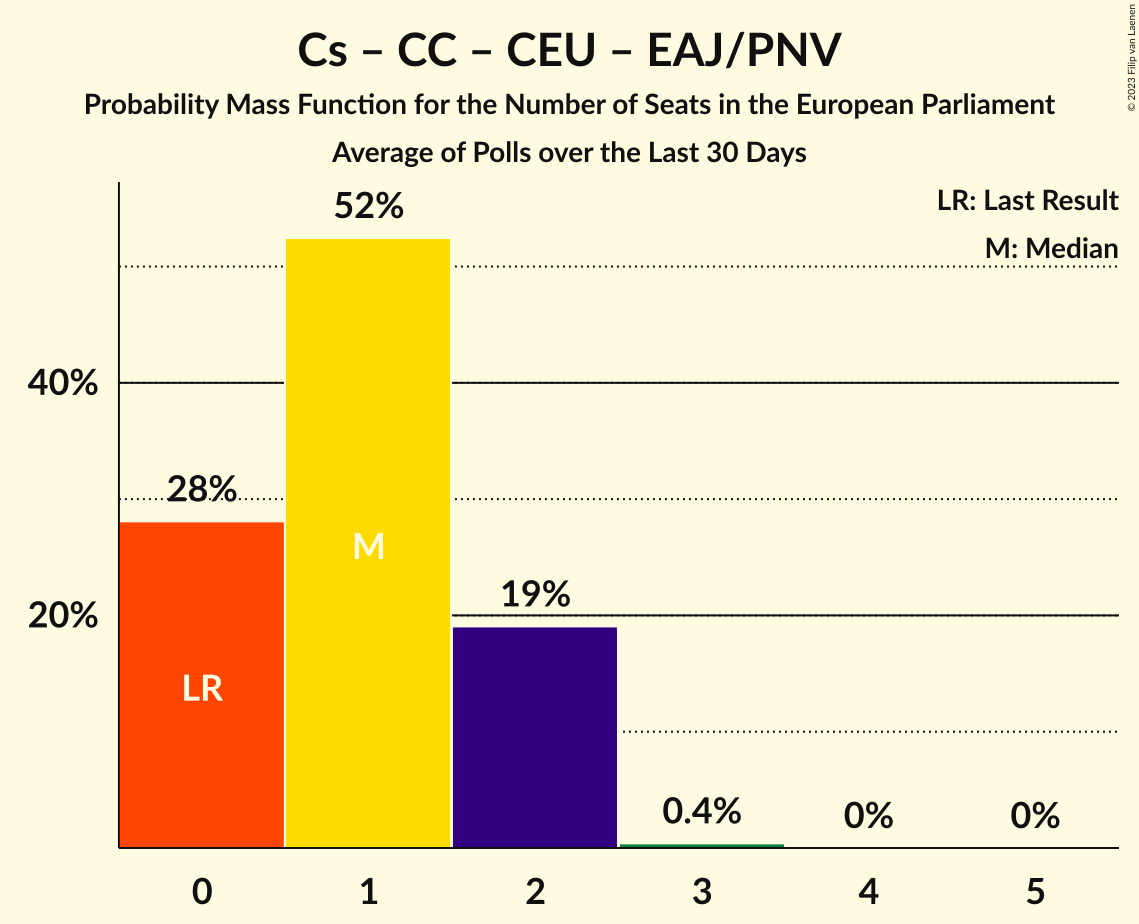 Cs – CC – CEU – EAJ/PNV
Probability Mass Function for the Number of Seats in the European Parliament
Average of Polls over the Last 30 Days
© 2023 Filip van Laenen
LR: Last Result
M: Median
52%
40%
28%
M
20%
19%
LR
0.4%
0%
0%
0
1
2
3
4
5